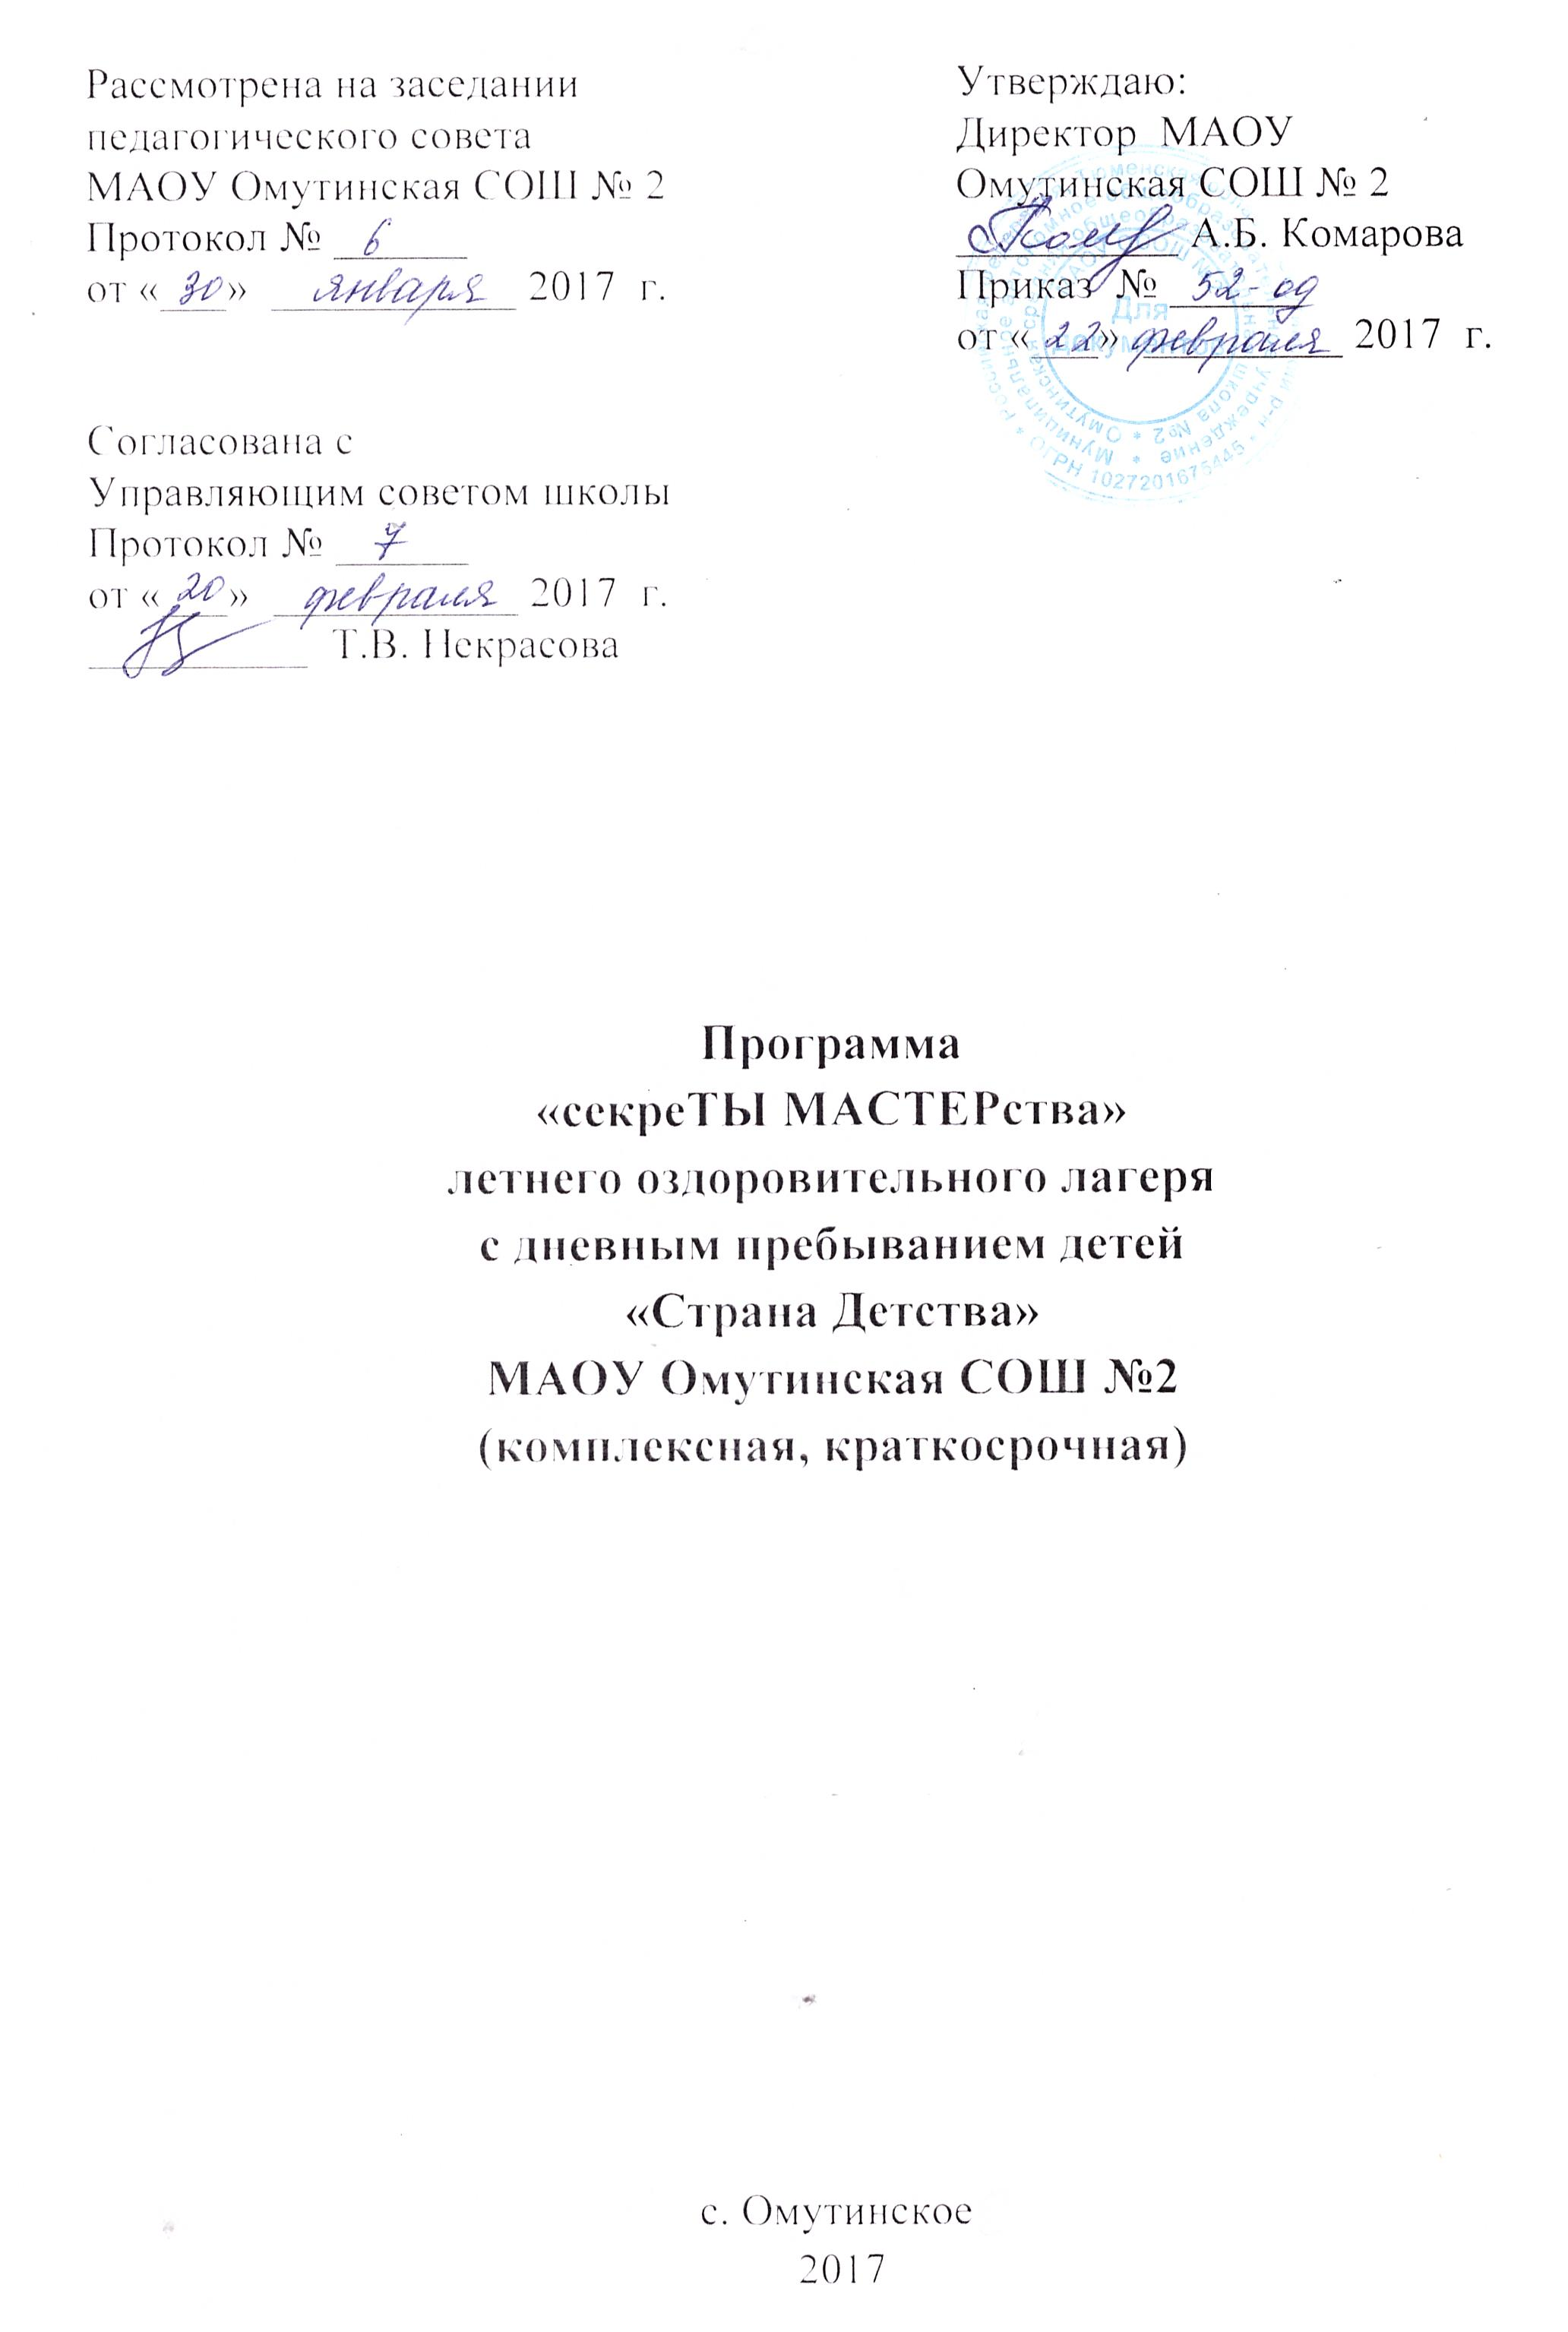 Рассмотрена на заседании
педагогического совета
МАОУ Омутинская СОШ № 2
Протокол № 6
от «30» января 2017 г.
Утверждаю:
Директор МАОУ
Омутинская СОШ № 2
А.Б. Комарова
Приказ № 52-од
от «22» февраля 2017 г.
Для
ОГРН 1027201675445
Согласована с
Управляющим советом школы
Протокол № 7
от «20» февраля 2017 г.
Т.В. Некрасова
Программа
«секреТЫ МАСТЕРства»
летнего оздоровительного лагеря
с дневным пребыванием детей
«Страна Детства»
МАОУ Омутинская СОШ №2
(комплексная, краткосрочная)
с. Омутинское
2017